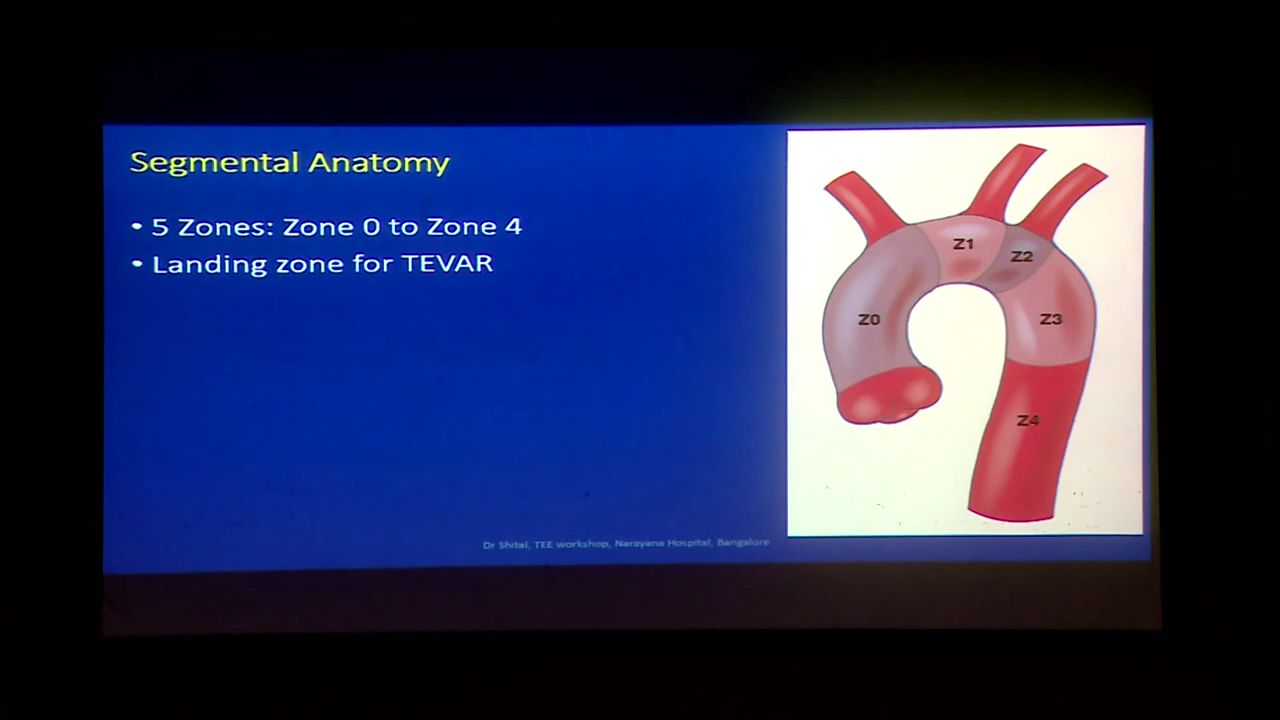 Segmental Anatomy
• 5 Zones: Zone 0 to Zone 4
• Landing zone for TEVAR
Z1
Z2
Z0
Z3
Z4
Dr Shital, TEE workshop, Narayana Hospital, Bangalore